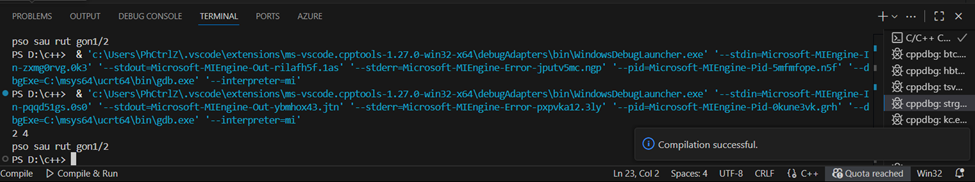 PROBLEMS OUTPUT DEBUG CONSOLE TERMINAL PORTS AZURE
pso sau rut gon1/2
PS D:\c++> & 'c:\Users\PhCtrlZ\.vscode\extensions\ms-vscode.cpptools-1.27.0-win32-x64\debugAdapters\bin\WindowsDebugLauncher.exe' '--stdin=Microsoft-MIEngine-I
n-zxmg0rvg.0k3' '--stdout=Microsoft-MIEngine-Out-rilafh5f.1as' '--stderr=Microsoft-MIEngine-Error-jputv5mc.ngp' '--pid=Microsoft-MIEngine-Pid-5mfmfope.n5f' '--d
bgExe=C:\msys64\ucrt64\bin\gdb.exe' '--interpreter=mi'
PS D:\c++> & 'c:\Users\PhCtrlZ\.vscode\extensions\ms-vscode.cpptools-1.27.0-win32-x64\debugAdapters\bin\WindowsDebugLauncher.exe' '--stdin=Microsoft-MIEngine-I
n-pqqd51gs.0s0' '--stdout=Microsoft-MIEngine-Out-ybmhox43.jtn' '--stderr=Microsoft-MIEngine-Error-pxpvka12.3ly' '--pid=Microsoft-MIEngine-Pid-0kune3vk.grh' '--d
bgExe=C:\msys64\ucrt64\bin\gdb.exe' '--interpreter=mi'
2 4
pso sau rut gon1/2
PS D:\c++>
C/C++ C...
cppdbg: btc...
cppdbg: hbt...
cppdbg: tsv...
cppdbg: strg...
cppdbg: kc.e...
Compilation successful.
Compile Compile & Run Ln 23, Col 2 Spaces: 4 UTF-8 CRLF {} C++ Quota reached Win32